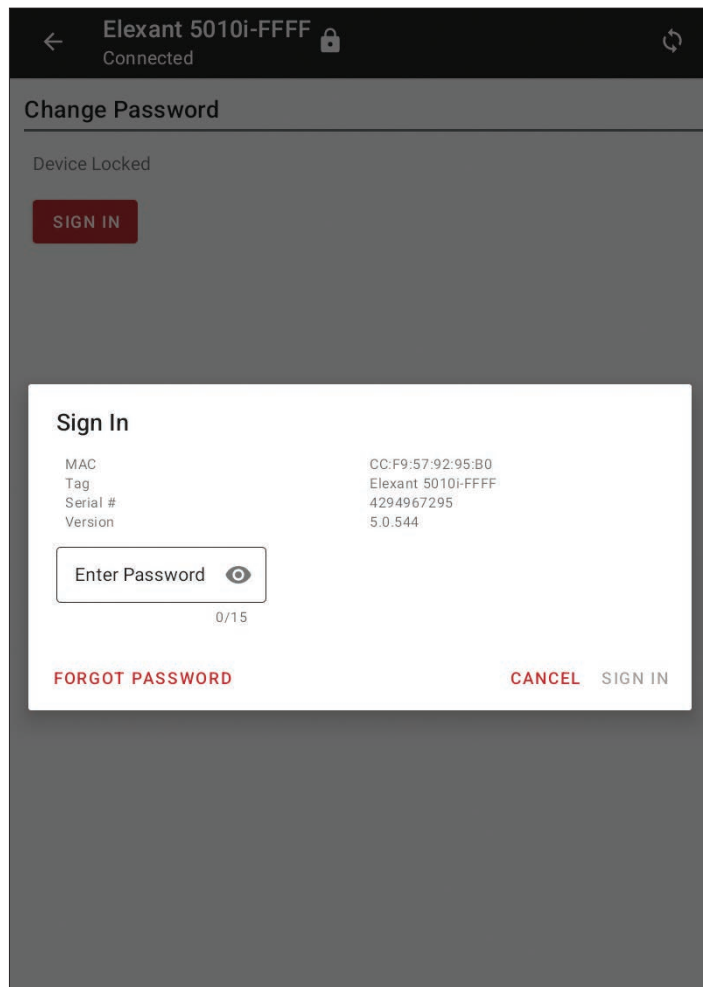 Elexant 5010i-FFFF
Connected
Change Password
Device Locked
SIGN IN
Sign In
MAC CC:F9:57:92:95:B0
Tag Elexant 5010i-FFFF
Serial # 4294967295
Version 5.0.544
Enter Password
0/15
FORGOT PASSWORD CANCEL SIGN IN